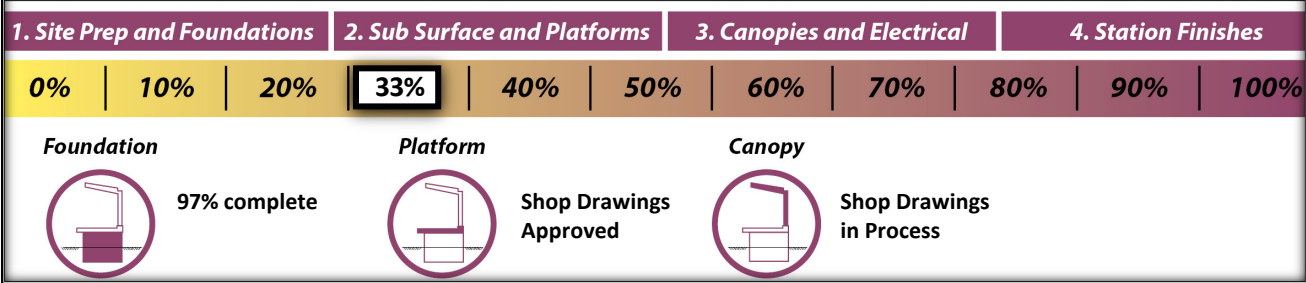 1. Site Prep and Foundations 2. Sub Surface and Platforms 3. Canopies and Electrical 4. Station Finishes
0% 10% 20% 33% 40% 50% 60% 70% 80% 90% 100%
Foundation
97% complete
Platform
Shop Drawings
Approved
Canopy
Shop Drawings
in Process